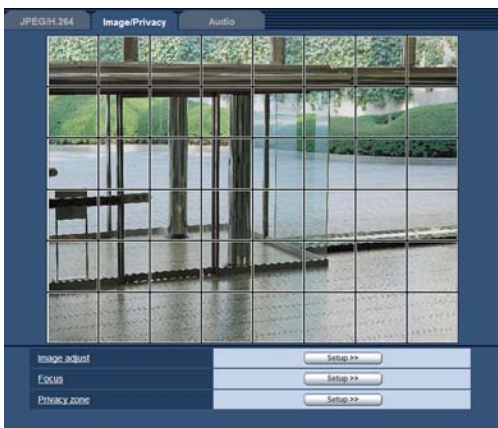 JPEG/H.264 Image/Privacy Audio
Image adjust Setup >>
Focus Setup >>
Privacy zone Setup >>